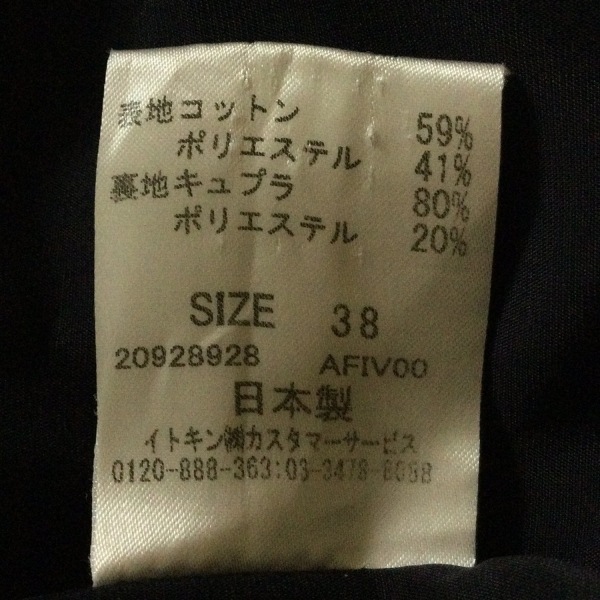 表地コットン 59%
ポリエステル 41%
裏地キュプラ 80%
ポリエステル 20%
SIZE 38
20928928 AFIV00
日本製
イトキン㈱カスタマーサービス
0120-888-363:03-3478-8088